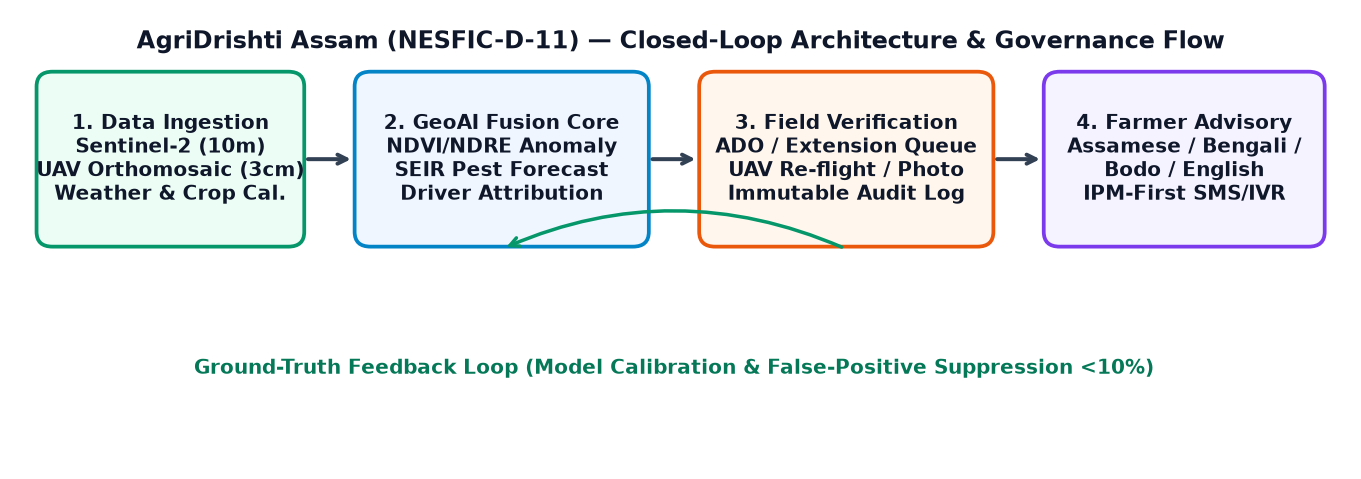 AgriDrishti Assam (NESFIC-D-11) — Closed-Loop Architecture & Governance Flow
1. Data Ingestion
Sentinel-2 (10m)
UAV Orthomosaic (3cm)
Weather & Crop Cal.
2. GeoAI Fusion Core
NDVI/NDRE Anomaly
SEIR Pest Forecast
Driver Attribution
3. Field Verification
ADO / Extension Queue
UAV Re-flight / Photo
Immutable Audit Log
4. Farmer Advisory
Assamese / Bengali /
Bodo / English
IPM-First SMS/IVR
Ground-Truth Feedback Loop (Model Calibration & False-Positive Suppression <10%)